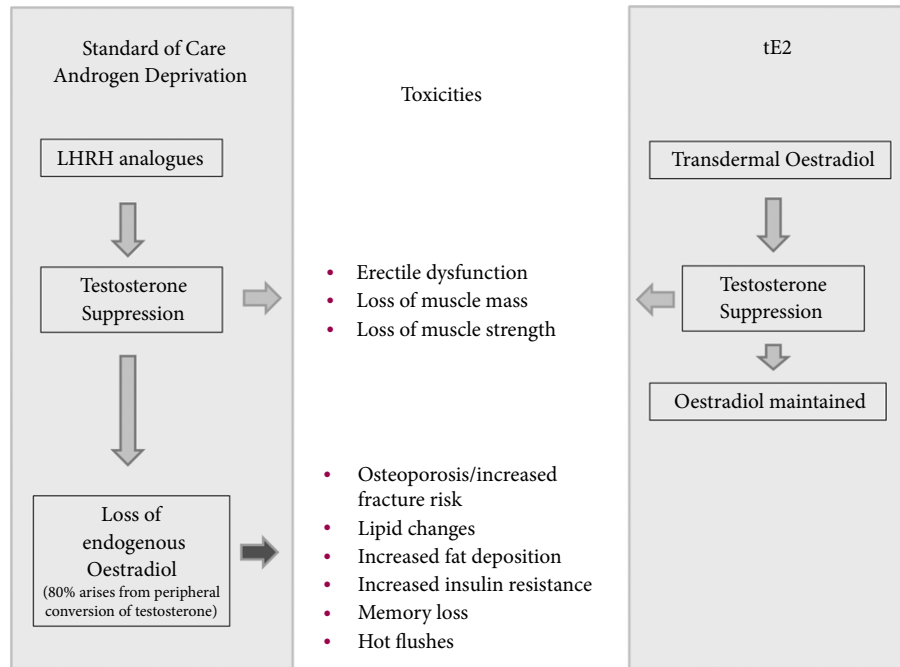 Standard of Care
Androgen Deprivation
LHRH analogues
Testosterone
Suppression
Loss of
endogenous
Oestradiol
(80% arises from peripheral
conversion of testosterone)
Toxicities
• Erectile dysfunction
• Loss of muscle mass
• Loss of muscle strength
• Osteoporosis/increased
fracture risk
• Lipid changes
• Increased fat deposition
• Increased insulin resistance
• Memory loss
• Hot flushes
tE2
Transdermal Oestradiol
Testosterone
Suppression
Oestradiol maintained